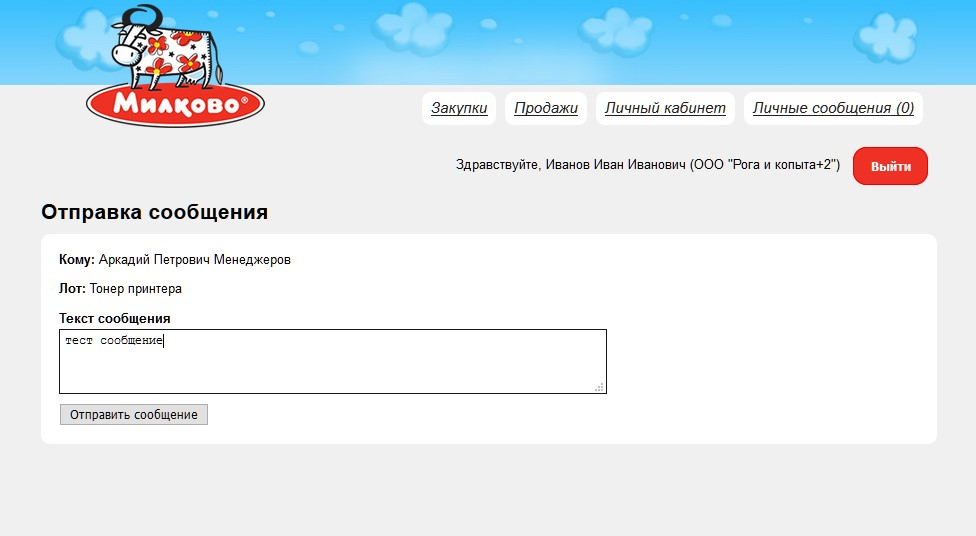 Милково®
Закупки Продажи Личный кабинет Личные сообщения (0)
Здравствуйте, Иванов Иван Иванович (ООО "Рога и копыта+2") Выйти
Отправка сообщения
Кому: Аркадий Петрович Менеджеров
Лот: Тонер принтера
Текст сообщения
тест сообщение
Отправить сообщение